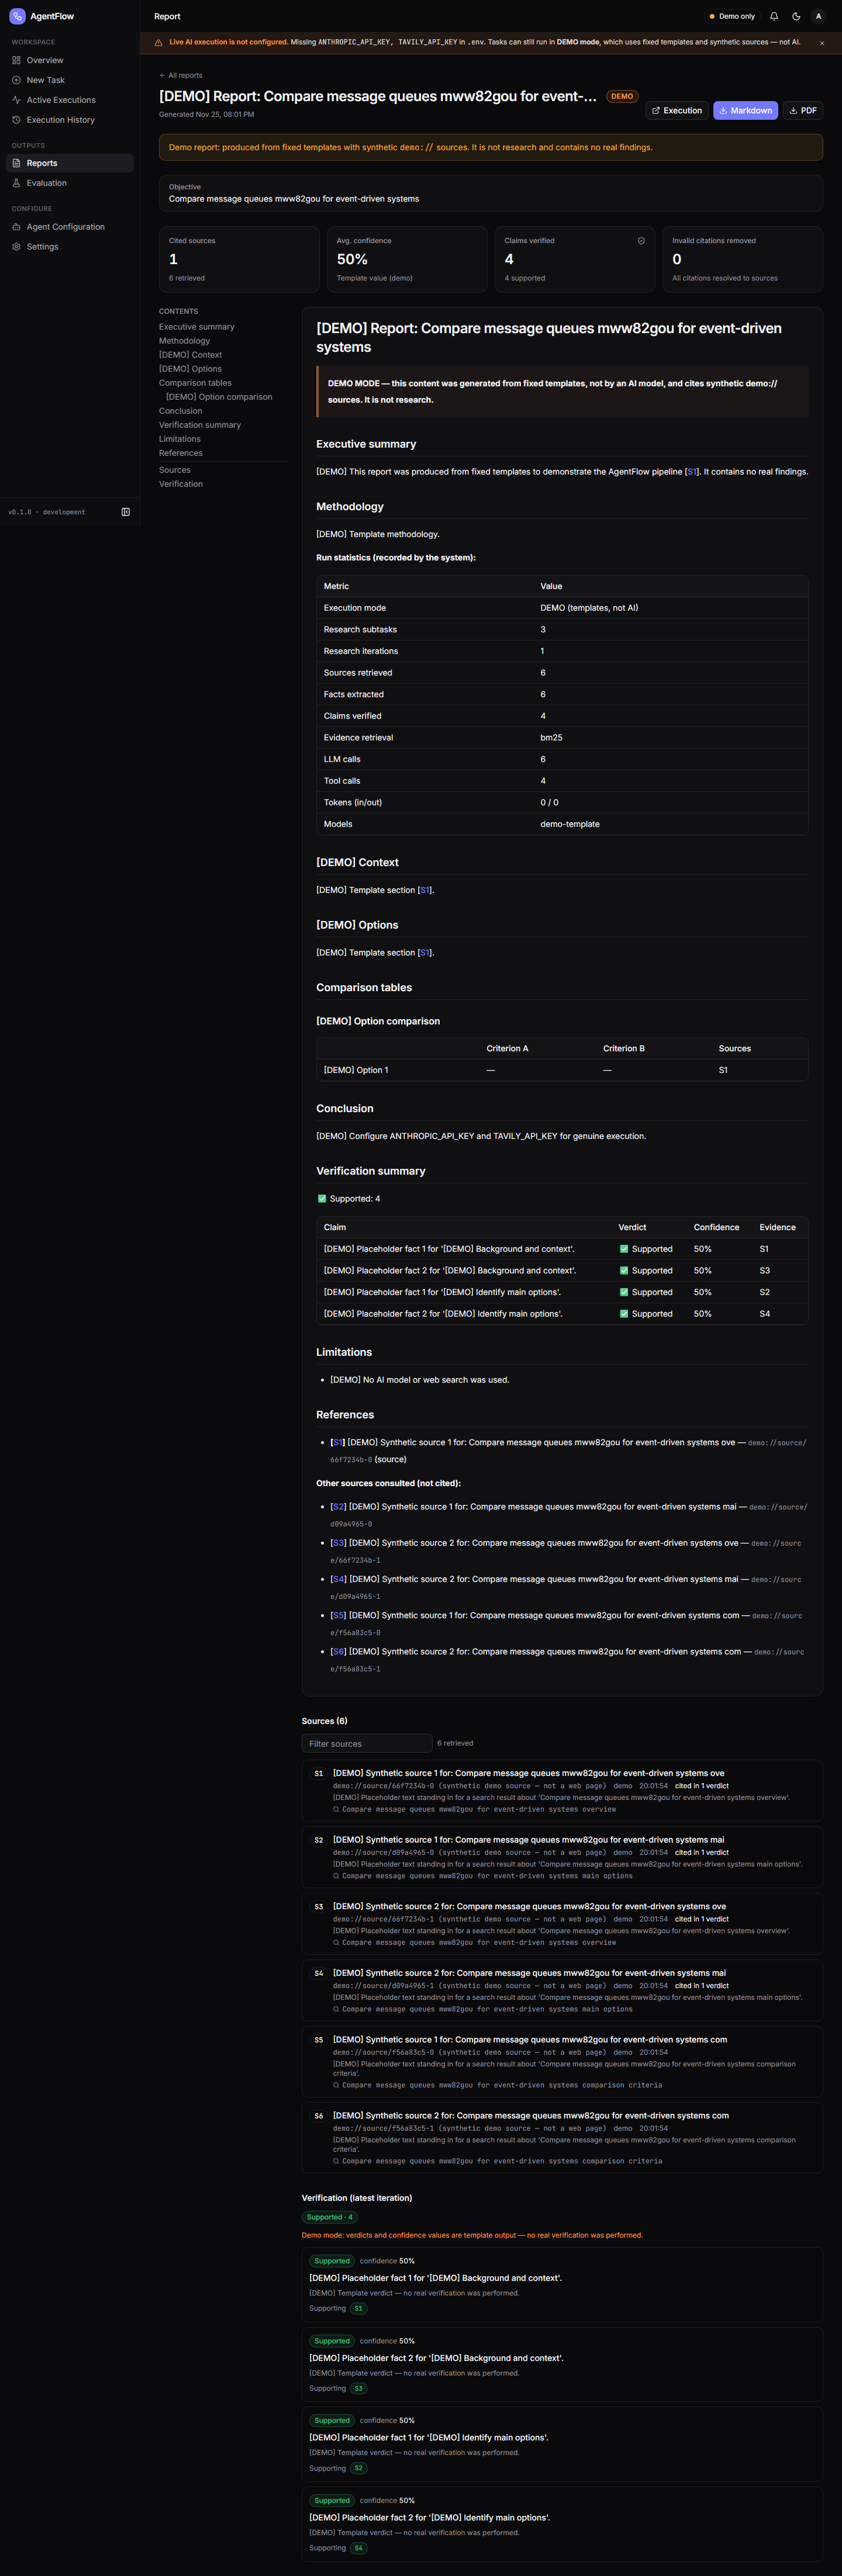 AgentFlow
WORKSPACE
Overview
New Task
Active Executions
Execution History
OUTPUTS
Reports
Evaluation
CONFIGURE
Agent Configuration
Settings
v0.1.0 · development
Report
Demo only
A
Live AI execution is not configured. Missing ANTHROPIC_API_KEY, TAVILY_API_KEY in .env. Tasks can still run in DEMO mode, which uses fixed templates and synthetic sources — not AI.
← All reports
[DEMO] Report: Compare message queues mww82gou for event-...
DEMO
Generated Nov 25, 08:01 PM
Execution
Markdown
PDF
Demo report: produced from fixed templates with synthetic demo:// sources. It is not research and contains no real findings.
Objective
Compare message queues mww82gou for event-driven systems
Cited sources
1
6 retrieved
Avg. confidence
50%
Template value (demo)
Claims verified
4
4 supported
Invalid citations removed
0
All citations resolved to sources
CONTENTS
Executive summary
Methodology
[DEMO] Context
[DEMO] Options
Comparison tables
[DEMO] Option comparison
Conclusion
Verification summary
Limitations
References
Sources
Verification
[DEMO] Report: Compare message queues mww82gou for event-driven
systems
DEMO MODE — this content was generated from fixed templates, not by an AI model, and cites synthetic demo://
sources. It is not research.
Executive summary
[DEMO] This report was produced from fixed templates to demonstrate the AgentFlow pipeline [S1]. It contains no real findings.
Methodology
[DEMO] Template methodology.
Run statistics (recorded by the system):
Metric Value
Execution mode DEMO (templates, not AI)
Research subtasks 3
Research iterations 1
Sources retrieved 6
Facts extracted 6
Claims verified 4
Evidence retrieval bm25
LLM calls 6
Tool calls 4
Tokens (in/out) 0 / 0
Models demo-template
[DEMO] Context
[DEMO] Template section [S1].
[DEMO] Options
[DEMO] Template section [S1].
Comparison tables
[DEMO] Option comparison
Criterion A Criterion B Sources
[DEMO] Option 1 — — S1
Conclusion
[DEMO] Configure ANTHROPIC_API_KEY and TAVILY_API_KEY for genuine execution.
Verification summary
✅ Supported: 4
Claim Verdict Confidence Evidence
[DEMO] Placeholder fact 1 for '[DEMO] Background and context'. ✅ Supported 50% S1
[DEMO] Placeholder fact 2 for '[DEMO] Background and context'. ✅ Supported 50% S3
[DEMO] Placeholder fact 1 for '[DEMO] Identify main options'. ✅ Supported 50% S2
[DEMO] Placeholder fact 2 for '[DEMO] Identify main options'. ✅ Supported 50% S4
Limitations
• [DEMO] No AI model or web search was used.
References
• [S1] [DEMO] Synthetic source 1 for: Compare message queues mww82gou for event-driven systems ove — demo://source/
66f7234b-0 (source)
Other sources consulted (not cited):
• [S2] [DEMO] Synthetic source 1 for: Compare message queues mww82gou for event-driven systems mai — demo://source/
d09a4965-0
• [S3] [DEMO] Synthetic source 2 for: Compare message queues mww82gou for event-driven systems ove — demo://sourc
e/66f7234b-1
• [S4] [DEMO] Synthetic source 2 for: Compare message queues mww82gou for event-driven systems mai — demo://sourc
e/d09a4965-1
• [S5] [DEMO] Synthetic source 1 for: Compare message queues mww82gou for event-driven systems com — demo://sourc
e/f56a83c5-0
• [S6] [DEMO] Synthetic source 2 for: Compare message queues mww82gou for event-driven systems com — demo://sourc
e/f56a83c5-1
Sources (6)
Filter sources
6 retrieved
S1 [DEMO] Synthetic source 1 for: Compare message queues mww82gou for event-driven systems ove
demo://source/66f7234b-0 (synthetic demo source — not a web page) demo 20:01:54 cited in 1 verdict
[DEMO] Placeholder text standing in for a search result about 'Compare message queues mww82gou for event-driven systems overview'.
Compare message queues mww82gou for event-driven systems overview
S2 [DEMO] Synthetic source 1 for: Compare message queues mww82gou for event-driven systems mai
demo://source/d09a4965-0 (synthetic demo source — not a web page) demo 20:01:54 cited in 1 verdict
[DEMO] Placeholder text standing in for a search result about 'Compare message queues mww82gou for event-driven systems main options'.
Compare message queues mww82gou for event-driven systems main options
S3 [DEMO] Synthetic source 2 for: Compare message queues mww82gou for event-driven systems ove
demo://source/66f7234b-1 (synthetic demo source — not a web page) demo 20:01:54 cited in 1 verdict
[DEMO] Placeholder text standing in for a search result about 'Compare message queues mww82gou for event-driven systems overview'.
Compare message queues mww82gou for event-driven systems overview
S4 [DEMO] Synthetic source 2 for: Compare message queues mww82gou for event-driven systems mai
demo://source/d09a4965-1 (synthetic demo source — not a web page) demo 20:01:54 cited in 1 verdict
[DEMO] Placeholder text standing in for a search result about 'Compare message queues mww82gou for event-driven systems main options'.
Compare message queues mww82gou for event-driven systems main options
S5 [DEMO] Synthetic source 1 for: Compare message queues mww82gou for event-driven systems com
demo://source/f56a83c5-0 (synthetic demo source — not a web page) demo 20:01:54
[DEMO] Placeholder text standing in for a search result about 'Compare message queues mww82gou for event-driven systems comparison
criteria'.
Compare message queues mww82gou for event-driven systems comparison criteria
S6 [DEMO] Synthetic source 2 for: Compare message queues mww82gou for event-driven systems com
demo://source/f56a83c5-1 (synthetic demo source — not a web page) demo 20:01:54
[DEMO] Placeholder text standing in for a search result about 'Compare message queues mww82gou for event-driven systems comparison
criteria'.
Compare message queues mww82gou for event-driven systems comparison criteria
Verification (latest iteration)
Supported · 4
Demo mode: verdicts and confidence values are template output — no real verification was performed.
Supported confidence 50%
[DEMO] Placeholder fact 1 for '[DEMO] Background and context'.
[DEMO] Template verdict — no real verification was performed.
Supporting S1
Supported confidence 50%
[DEMO] Placeholder fact 2 for '[DEMO] Background and context'.
[DEMO] Template verdict — no real verification was performed.
Supporting S3
Supported confidence 50%
[DEMO] Placeholder fact 1 for '[DEMO] Identify main options'.
[DEMO] Template verdict — no real verification was performed.
Supporting S2
Supported confidence 50%
[DEMO] Placeholder fact 2 for '[DEMO] Identify main options'.
[DEMO] Template verdict — no real verification was performed.
Supporting S4